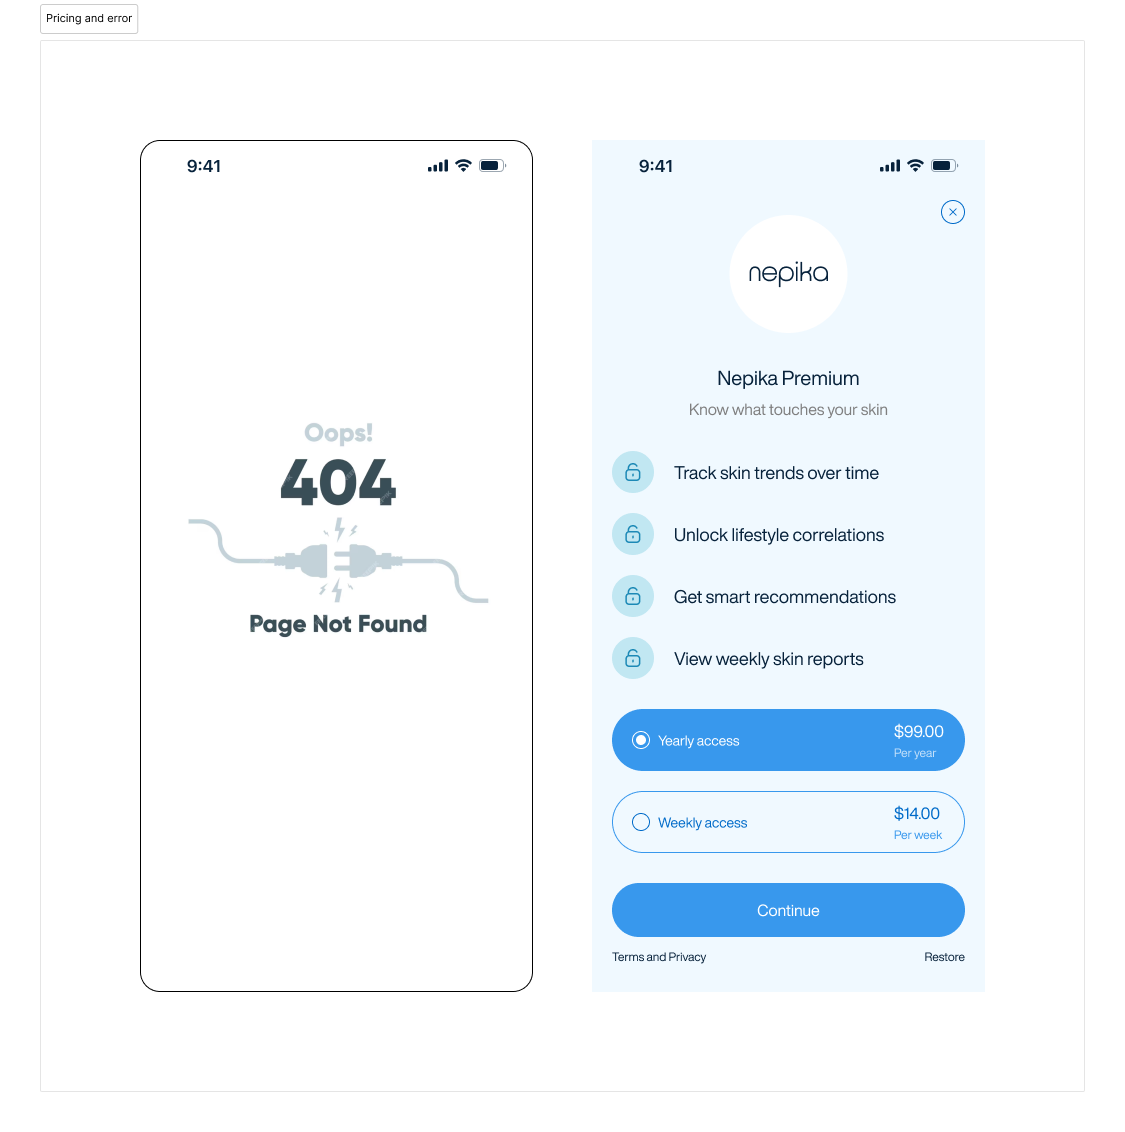 Pricing and error
9:41
Oops!
404
Page Not Found
9:41
nepika
Nepika Premium
Know what touches your skin
Track skin trends over time
Unlock lifestyle correlations
Get smart recommendations
View weekly skin reports
Yearly access
$99.00
Per year
Weekly access
$14.00
Per week
Continue
Terms and Privacy
Restore